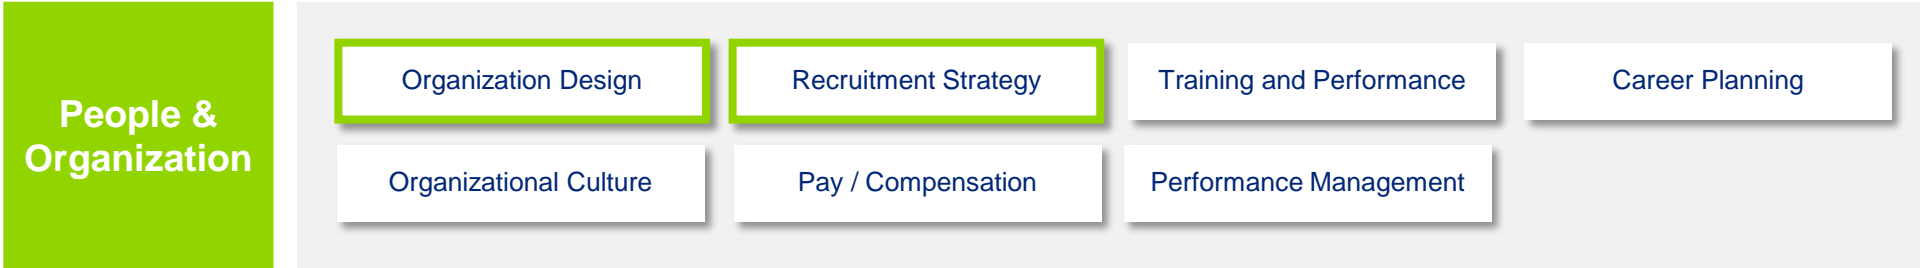 People &
Organization
Organization Design
Recruitment Strategy
Training and Performance
Career Planning
Organizational Culture
Pay / Compensation
Performance Management